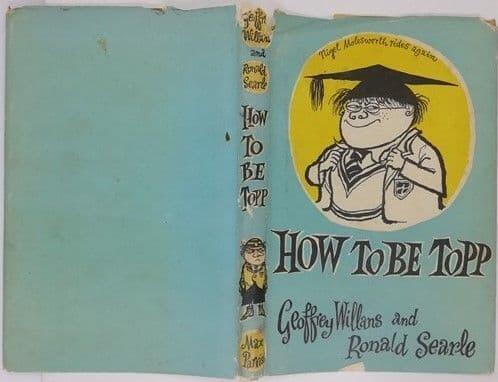 Geoffrey
Willans
and
Ronald
Searle
HOW
TO
BE
TOPP
Max
Parrish
Nigel Molesworth rides again
HOW TO BE TOPP
Geoffrey Willans and
Ronald Searle